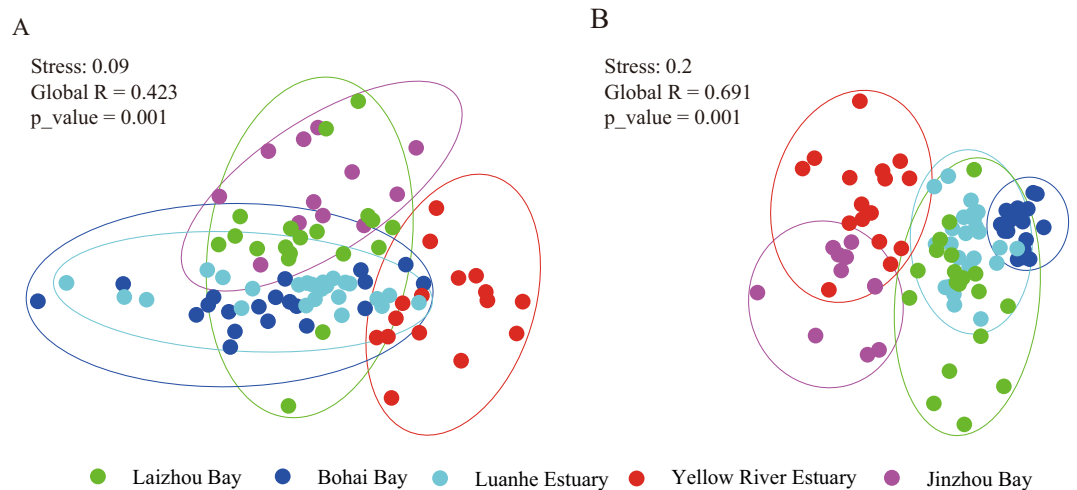 A
Stress: 0.09
Global R = 0.423
p_value = 0.001
B
Stress: 0.2
Global R = 0.691
p_value = 0.001
Laizhou Bay
Bohai Bay
Luanhe Estuary
Yellow River Estuary
Jinzhou Bay